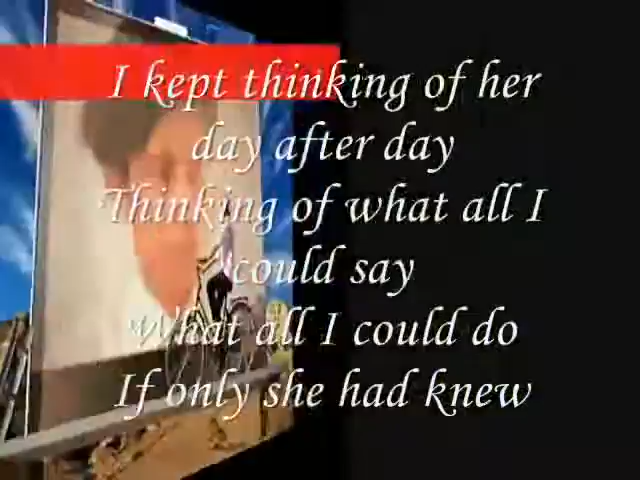 I kept thinking of her
day after day
Thinking of what all I
could say
What all I could do
If only she had knew